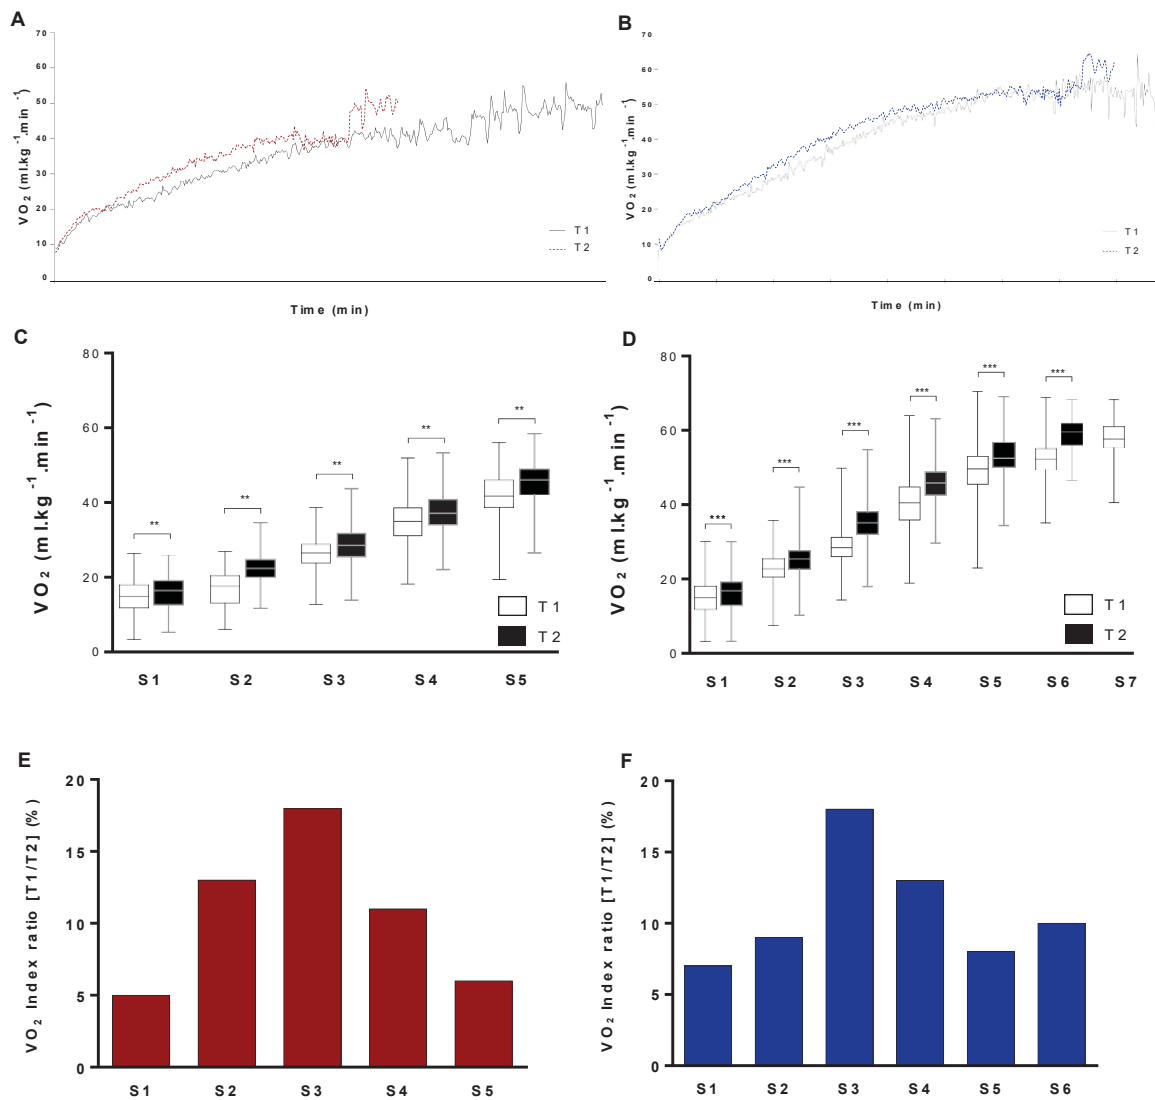 A
70
60
50
40
30
20
10
0
VO₂ (ml.kg⁻¹.min⁻¹)
T1
T2
Time (min)
B
70
60
50
40
30
20
10
0
VO₂ (ml.kg⁻¹.min⁻¹)
T1
T2
Time (min)
C
80
60
40
20
0
VO₂ (ml.kg⁻¹.min⁻¹)
** ** ** ** **
T1
T2
S1 S2 S3 S4 S5
D
80
60
40
20
0
VO₂ (ml.kg⁻¹.min⁻¹)
*** *** *** *** *** ***
T1
T2
S1 S2 S3 S4 S5 S6 S7
E
20
15
10
5
0
VO₂ Index ratio [T1/T2] (%)
S1 S2 S3 S4 S5
F
20
15
10
5
0
VO₂ Index ratio [T1/T2] (%)
S1 S2 S3 S4 S5 S6